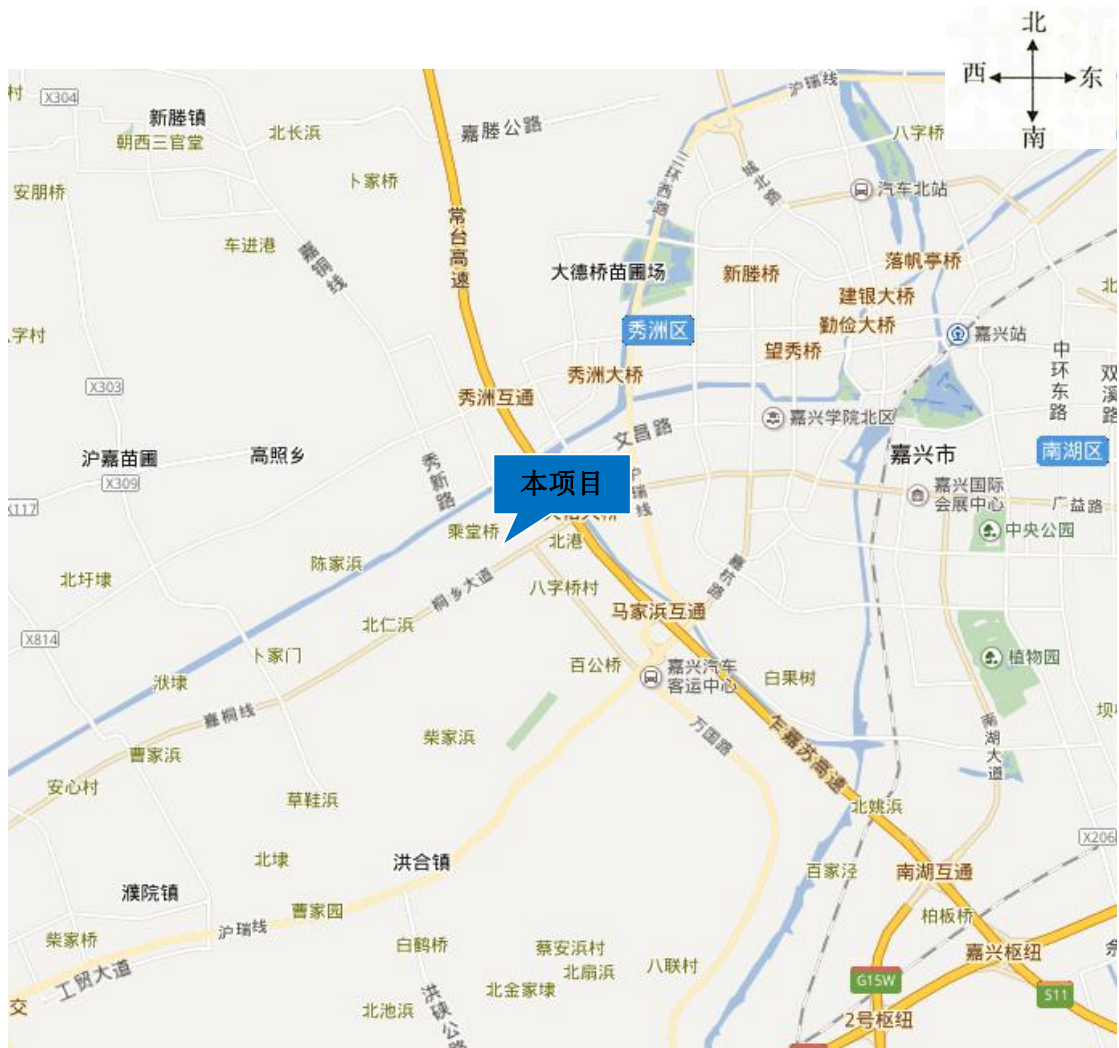 北
西
东
南
村
X304
新塍镇
朝西三官堂
北长浜
嘉塍公路
沪瑞线
八字桥
安朋桥
卜家桥
三环西路
城北路
汽车北站
车进港
常台高速
嘉铜线
大德桥苗圃场
新塍桥
落帆亭桥
建银大桥
北
字村
秀洲区
勤俭大桥
嘉兴站
望秀桥
中环东路
双溪路
X303
秀洲大桥
秀洲互通
嘉兴学院北区
文昌路
沪嘉苗圃
高照乡
嘉兴市
南湖区
X309
秀新路
本项目
沪瑞线
嘉兴国际
会展中心
广益路
X117
乘堂桥
北港
中央公园
陈家浜
北圩埭
桐乡大道
八字桥村
嘉杭路
马家浜互通
北仁浜
X814
卜家门
百公桥
嘉兴汽车
客运中心
白果树
植物园
洑埭
嘉桐线
万国路
乍嘉苏高速
南湖大道
坝
曹家浜
柴家浜
安心村
草鞋浜
北姚浜
X206
北埭
洪合镇
百家泾
南湖互通
濮院镇
曹家园
柏板桥
沪瑞线
柴家桥
白鹤桥
蔡安浜村
嘉兴枢纽
工贸大道
北扇浜
八联村
G15W
北金家埭
S11
交
北池浜
洪硖公路
2号枢纽